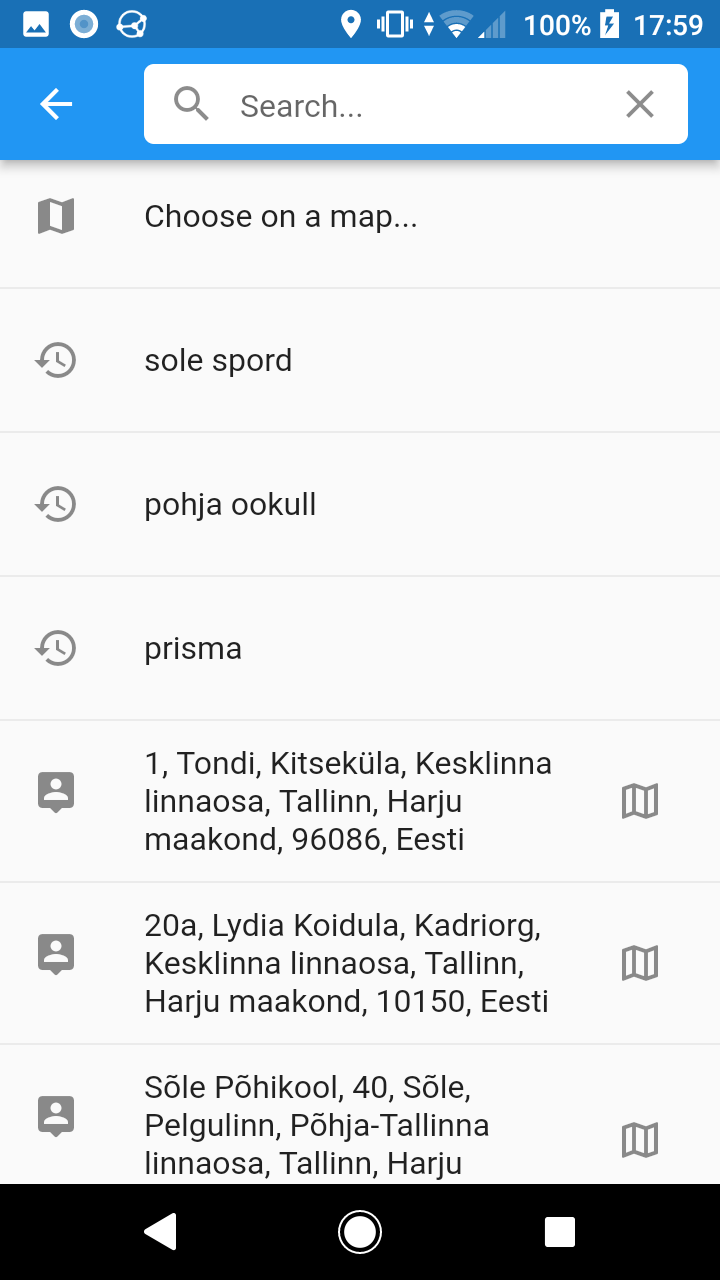 100% 17:59
Search...
Choose on a map...
sole spord
pohja ookull
prisma
1, Tondi, Kitseküla, Kesklinna
linnaosa, Tallinn, Harju
maakond, 96086, Eesti
20a, Lydia Koidula, Kadriorg,
Kesklinna linnaosa, Tallinn,
Harju maakond, 10150, Eesti
Sõle Põhikool, 40, Sõle,
Pelgulinn, Põhja-Tallinna
linnaosa, Tallinn, Harju